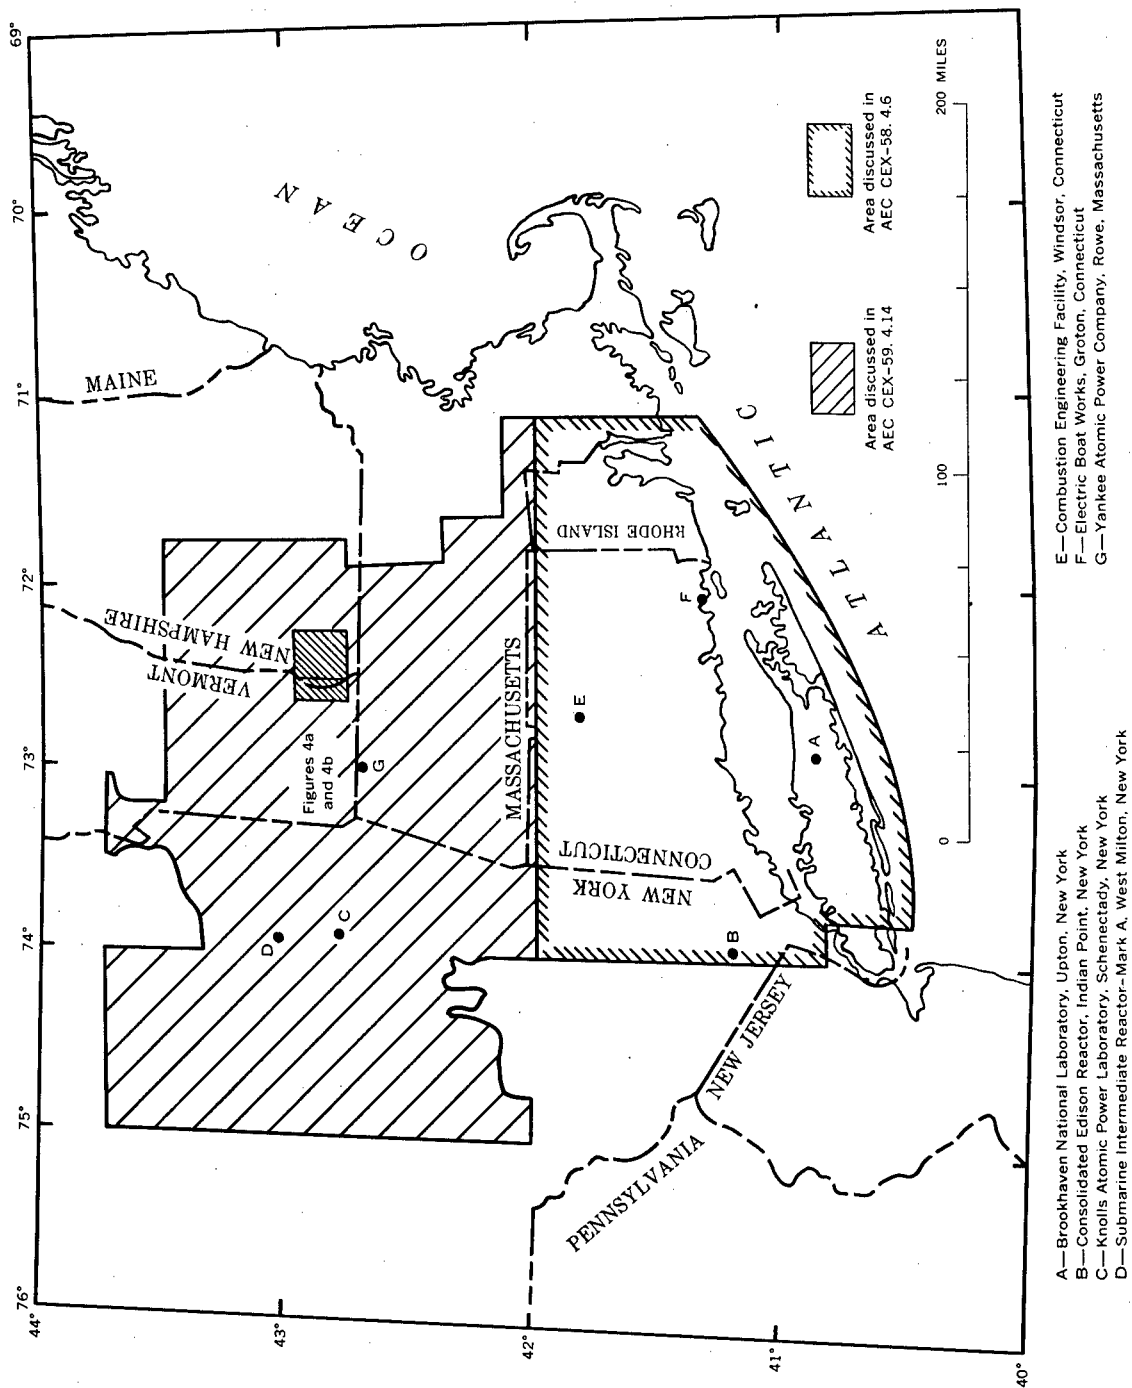 76°
75°
74°
73°
72°
71°
70°
69°
44°
43°
42°
41°
40°
MAINE
NEW HAMPSHIRE
VERMONT
Figures 4a
and 4b
D
C
G
MASSACHUSETTS
RHODE ISLAND
CONNECTICUT
NEW YORK
E
F
B
A
NEW JERSEY
PENNSYLVANIA
ATLANTIC
OCEAN
Area discussed in
AEC CEX-59. 4.14
Area discussed in
AEC CEX-58. 4.6
0
100
200 MILES
A—Brookhaven National Laboratory, Upton, New York
B—Consolidated Edison Reactor, Indian Point, New York
C—Knolls Atomic Power Laboratory, Schenectady, New York
D—Submarine Intermediate Reactor–Mark A, West Milton, New York
E—Combustion Engineering Facility, Windsor, Connecticut
F—Electric Boat Works, Groton, Connecticut
G—Yankee Atomic Power Company, Rowe, Massachusetts